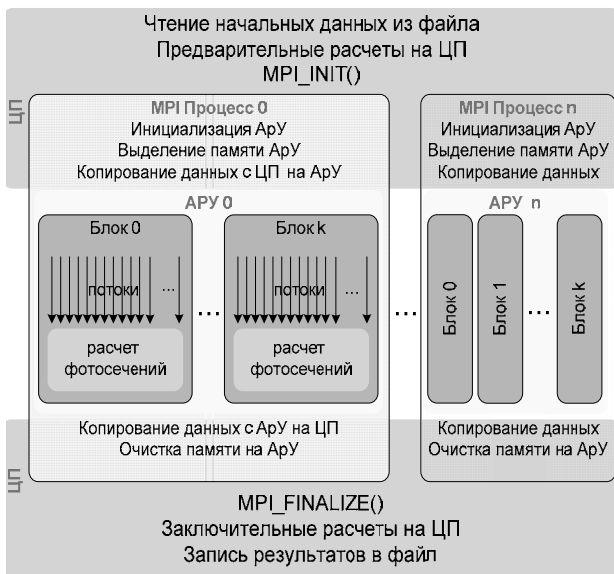 Чтение начальных данных из файла
Предварительные расчеты на ЦП
MPI_INIT()
ЦП
MPI Процесс 0
Инициализация АрУ
Выделение памяти АрУ
Копирование данных с ЦП на АрУ
MPI Процесс n
Инициализация АрУ
Выделение памяти АрУ
Копирование данных
АРУ 0
Блок 0
потоки ...
расчет
фотосечений
...
Блок k
потоки ...
расчет
фотосечений
...
АРУ n
Блок 0
Блок 1
...
Блок k
Копирование данных с АрУ на ЦП
Очистка памяти на АрУ
Копирование данных
Очистка памяти на АрУ
ЦП
MPI_FINALIZE()
Заключительные расчеты на ЦП
Запись результатов в файл